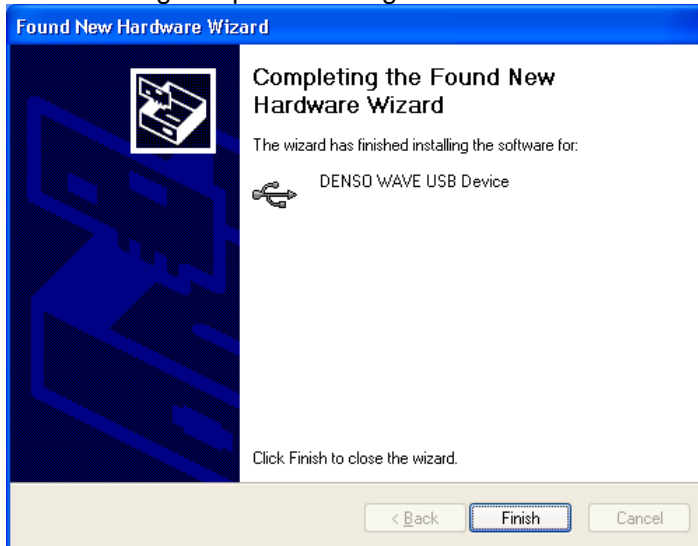 Found New Hardware Wizard
Completing the Found New
Hardware Wizard
The wizard has finished installing the software for:
DENSO WAVE USB Device
Click Finish to close the wizard.
< Back
Finish
Cancel